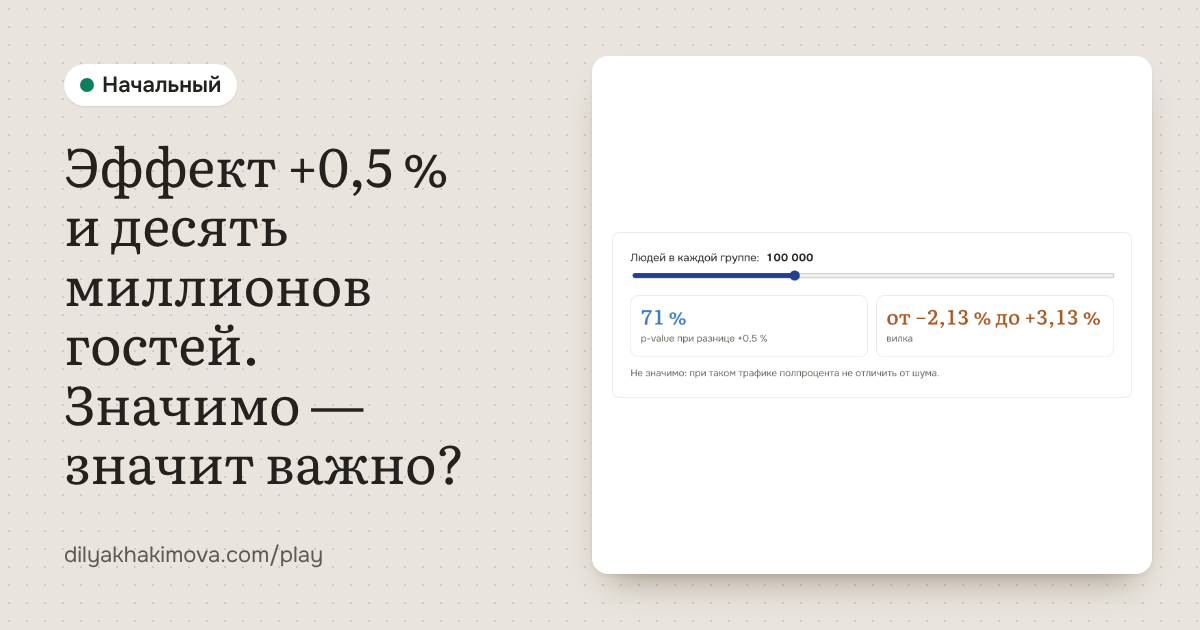 Начальный
Эффект +0,5 %
и десять
миллионов
гостей.
Значимо —
значит важно?
dilyakhakimova.com/play
Людей в каждой группе: 100 000
71 %
p-value при разнице +0,5 %
от −2,13 % до +3,13 %
вилка
Не значимо: при таком трафике полпроцента не отличить от шума.